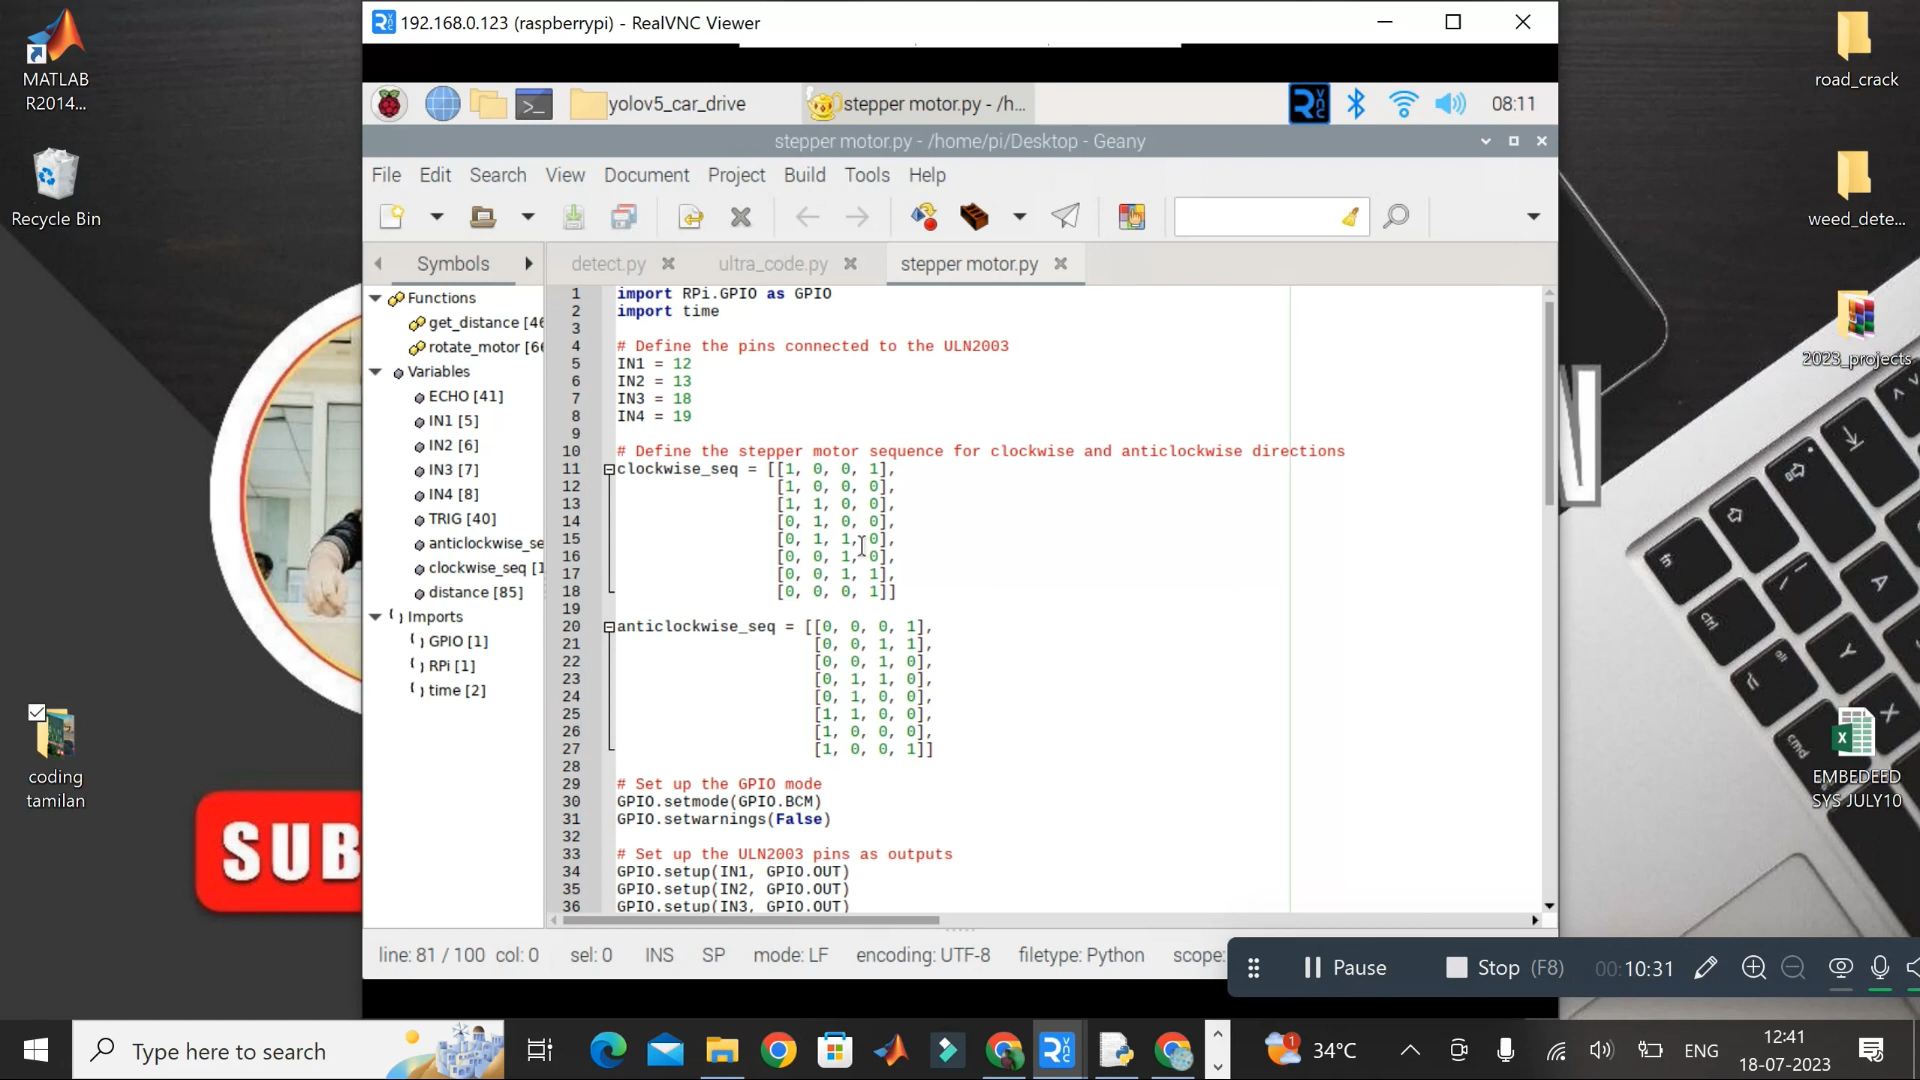 192.168.0.123 (raspberrypi) - RealVNC Viewer
MATLAB
R2014...
Recycle Bin
coding
tamilan
SUB
road_crack
weed_dete...
2023_projects
EMBEDEED
SYS JULY10
yolov5_car_drive
stepper motor.py - /h...
08:11
stepper motor.py - /home/pi/Desktop - Geany
File Edit Search View Document Project Build Tools Help
Symbols
detect.py
ultra_code.py
stepper motor.py
Functions
get_distance [46
rotate_motor [66
Variables
ECHO [41]
IN1 [5]
IN2 [6]
IN3 [7]
IN4 [8]
TRIG [40]
anticlockwise_se
clockwise_seq [1
distance [85]
Imports
GPIO [1]
RPi [1]
time [2]
1 import RPi.GPIO as GPIO
2 import time
3
4 # Define the pins connected to the ULN2003
5 IN1 = 12
6 IN2 = 13
7 IN3 = 18
8 IN4 = 19
9
10 # Define the stepper motor sequence for clockwise and anticlockwise directions
11 clockwise_seq = [[1, 0, 0, 1],
12 [1, 0, 0, 0],
13 [1, 1, 0, 0],
14 [0, 1, 0, 0],
15 [0, 1, 1, 0],
16 [0, 0, 1, 0],
17 [0, 0, 1, 1],
18 [0, 0, 0, 1]]
19
20 anticlockwise_seq = [[0, 0, 0, 1],
21 [0, 0, 1, 1],
22 [0, 0, 1, 0],
23 [0, 1, 1, 0],
24 [0, 1, 0, 0],
25 [1, 1, 0, 0],
26 [1, 0, 0, 0],
27 [1, 0, 0, 1]]
28
29 # Set up the GPIO mode
30 GPIO.setmode(GPIO.BCM)
31 GPIO.setwarnings(False)
32
33 # Set up the ULN2003 pins as outputs
34 GPIO.setup(IN1, GPIO.OUT)
35 GPIO.setup(IN2, GPIO.OUT)
36 GPIO.setup(IN3, GPIO.OUT)
line: 81 / 100 col: 0 sel: 0 INS SP mode: LF encoding: UTF-8 filetype: Python scope:
Pause Stop (F8) 00:10:31
Type here to search
1
34°C
ENG
12:41
18-07-2023
fn
ctrl
alt
cmd
A
Y
X